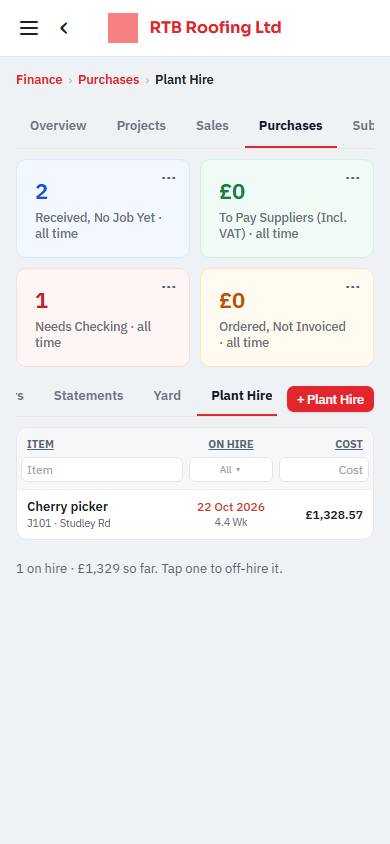 RTB Roofing Ltd
Finance › Purchases › Plant Hire
Overview Projects Sales Purchases Sub
2
Received, No Job Yet ·
all time
£0
To Pay Suppliers (Incl.
VAT) · all time
1
Needs Checking · all
time
£0
Ordered, Not Invoiced
· all time
rs Statements Yard Plant Hire + Plant Hire
ITEM ON HIRE COST
Item All ▾ Cost
Cherry picker 22 Oct 2026 £1,328.57
J101 · Studley Rd 4.4 Wk
1 on hire · £1,329 so far. Tap one to off-hire it.